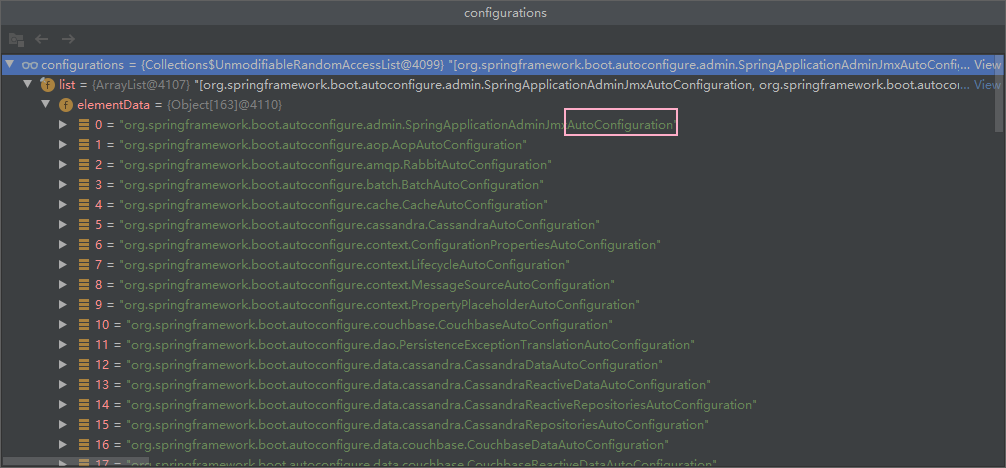 configurations
configurations = {Collections$UnmodifiableRandomAccessList@4099} "[org.springframework.boot.autoconfigure.admin.SpringApplicationAdminJmxAutoConfi... View
list = {ArrayList@4107} "[org.springframework.boot.autoconfigure.admin.SpringApplicationAdminJmxAutoConfiguration, org.springframework.boot.autoco... View
elementData = {Object[163]@4110}
0 = "org.springframework.boot.autoconfigure.admin.SpringApplicationAdminJmxAutoConfiguration"
1 = "org.springframework.boot.autoconfigure.aop.AopAutoConfiguration"
2 = "org.springframework.boot.autoconfigure.amqp.RabbitAutoConfiguration"
3 = "org.springframework.boot.autoconfigure.batch.BatchAutoConfiguration"
4 = "org.springframework.boot.autoconfigure.cache.CacheAutoConfiguration"
5 = "org.springframework.boot.autoconfigure.cassandra.CassandraAutoConfiguration"
6 = "org.springframework.boot.autoconfigure.context.ConfigurationPropertiesAutoConfiguration"
7 = "org.springframework.boot.autoconfigure.context.LifecycleAutoConfiguration"
8 = "org.springframework.boot.autoconfigure.context.MessageSourceAutoConfiguration"
9 = "org.springframework.boot.autoconfigure.context.PropertyPlaceholderAutoConfiguration"
10 = "org.springframework.boot.autoconfigure.couchbase.CouchbaseAutoConfiguration"
11 = "org.springframework.boot.autoconfigure.dao.PersistenceExceptionTranslationAutoConfiguration"
12 = "org.springframework.boot.autoconfigure.data.cassandra.CassandraDataAutoConfiguration"
13 = "org.springframework.boot.autoconfigure.data.cassandra.CassandraReactiveDataAutoConfiguration"
14 = "org.springframework.boot.autoconfigure.data.cassandra.CassandraReactiveRepositoriesAutoConfiguration"
15 = "org.springframework.boot.autoconfigure.data.cassandra.CassandraRepositoriesAutoConfiguration"
16 = "org.springframework.boot.autoconfigure.data.couchbase.CouchbaseDataAutoConfiguration"
17 = "org.springframework.boot.autoconfigure.data.couchbase.CouchbaseReactiveDataAutoConfiguration"